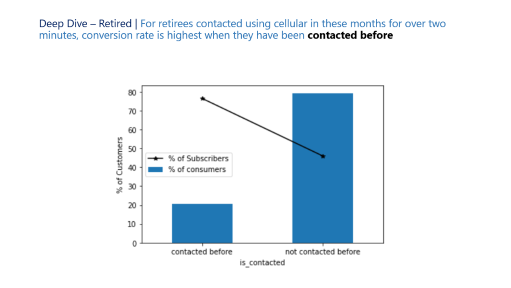 Deep Dive – Retired | For retirees contacted using cellular in these months for over two
minutes, conversion rate is highest when they have been contacted before
80
70
60
50
40
30
20
10
0
% of Customers
% of Subscribers
% of consumers
contacted before
not contacted before
is_contacted